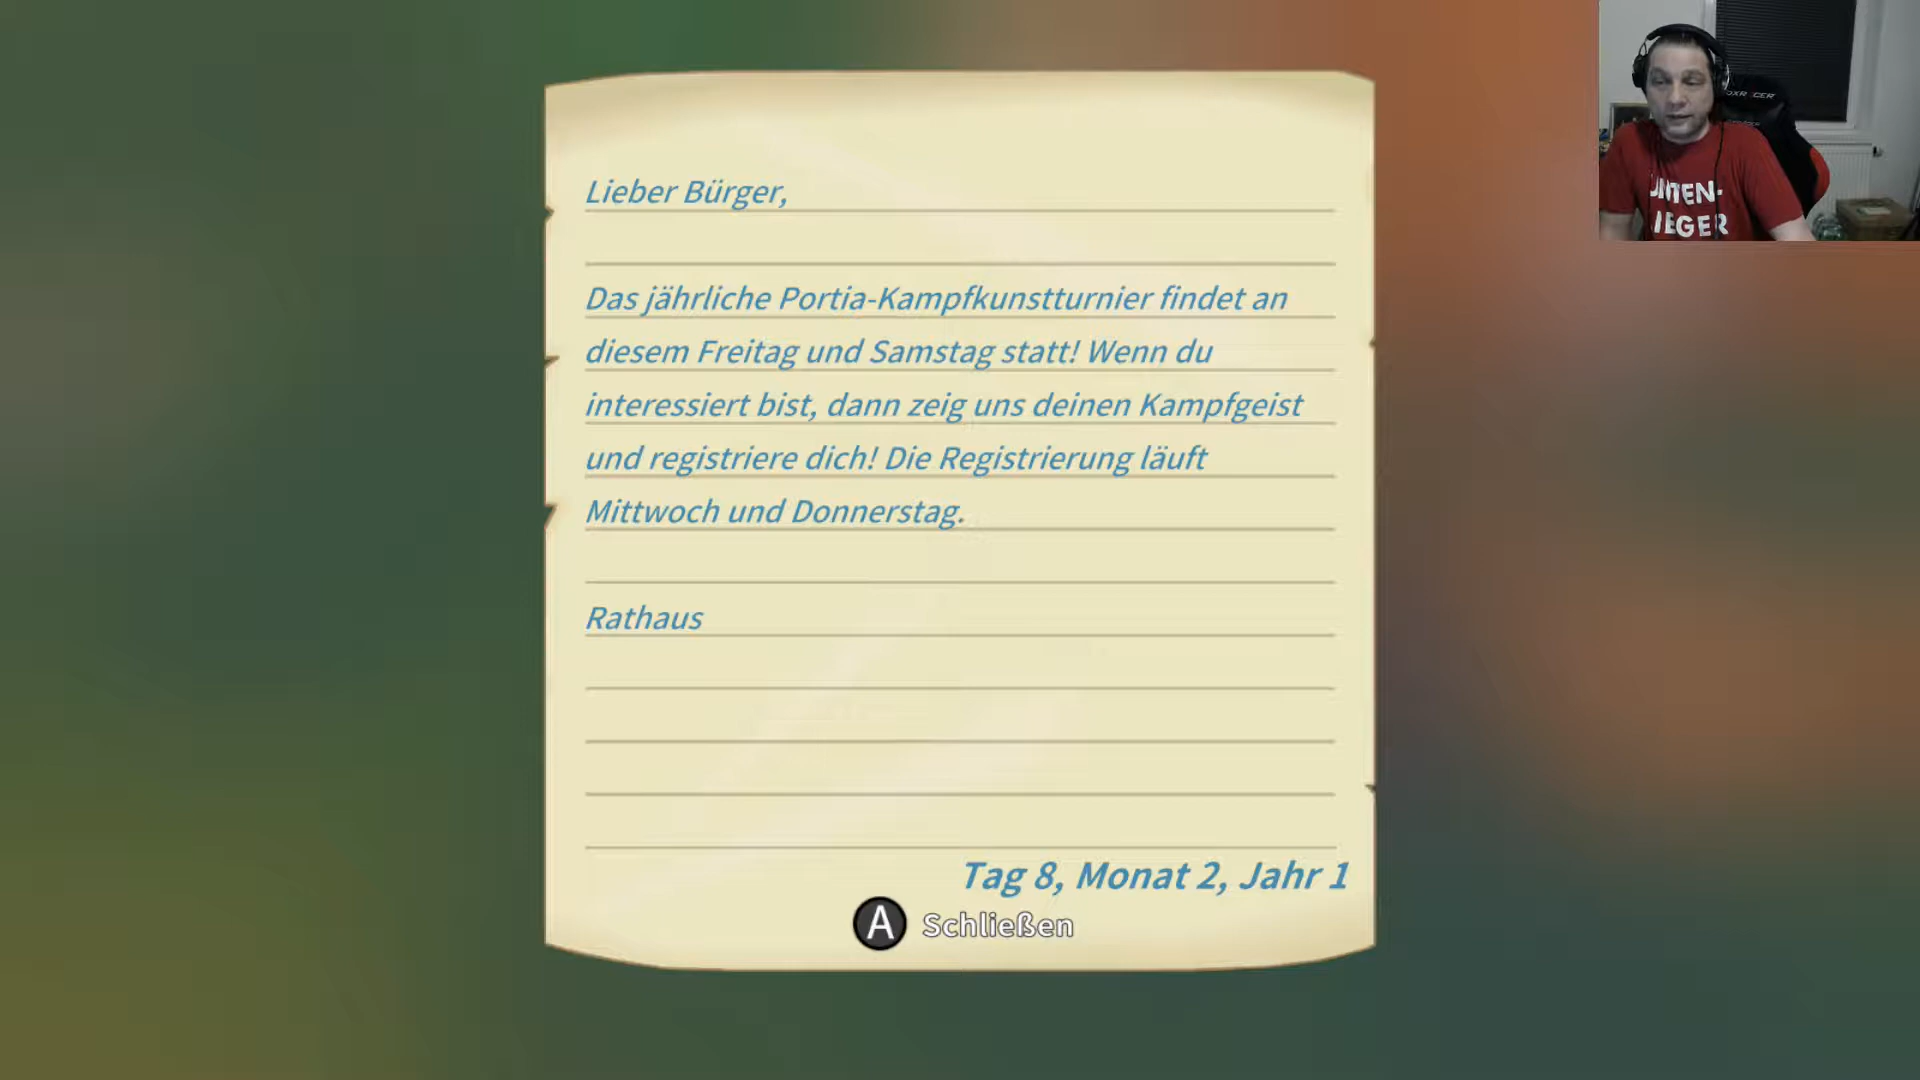 Lieber Bürger,
Das jährliche Portia-Kampfkunstturnier findet an
diesem Freitag und Samstag statt! Wenn du
interessiert bist, dann zeig uns deinen Kampfgeist
und registriere dich! Die Registrierung läuft
Mittwoch und Donnerstag.
Rathaus
Tag 8, Monat 2, Jahr 1
A Schließen